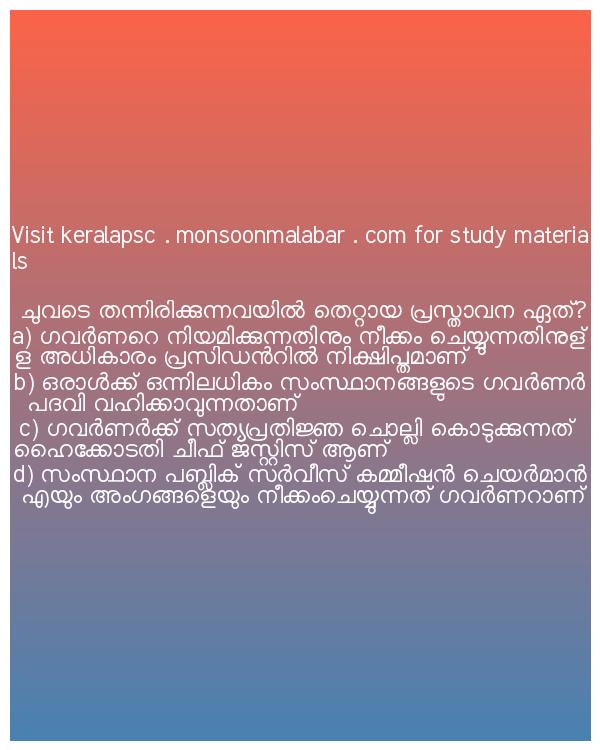 Visit keralapsc . monsoonmalabar . com for study materia
ls
ചുവടെ തന്നിരിക്കുന്നവയിൽ തെറ്റായ പ്രസ്താവന ഏത്?
a) ഗവർണറെ നിയമിക്കുന്നതിനും നീക്കം ചെയ്യുന്നതിനുള്
ള അധികാരം പ്രസിഡൻറിൽ നിക്ഷിപ്തമാണ്
b) ഒരാൾക്ക് ഒന്നിലധികം സംസ്ഥാനങ്ങളുടെ ഗവർണർ
പദവി വഹിക്കാവുന്നതാണ്
c) ഗവർണർക്ക് സത്യപ്രതിജ്ഞ ചൊല്ലി കൊടുക്കുന്നത്
ഹൈക്കോടതി ചീഫ് ജസ്റ്റിസ് ആണ്
d) സംസ്ഥാന പബ്ലിക് സർവീസ് കമ്മീഷൻ ചെയർമാൻ
എയും അംഗങ്ങളെയും നീക്കംചെയ്യുന്നത് ഗവർണറാണ്